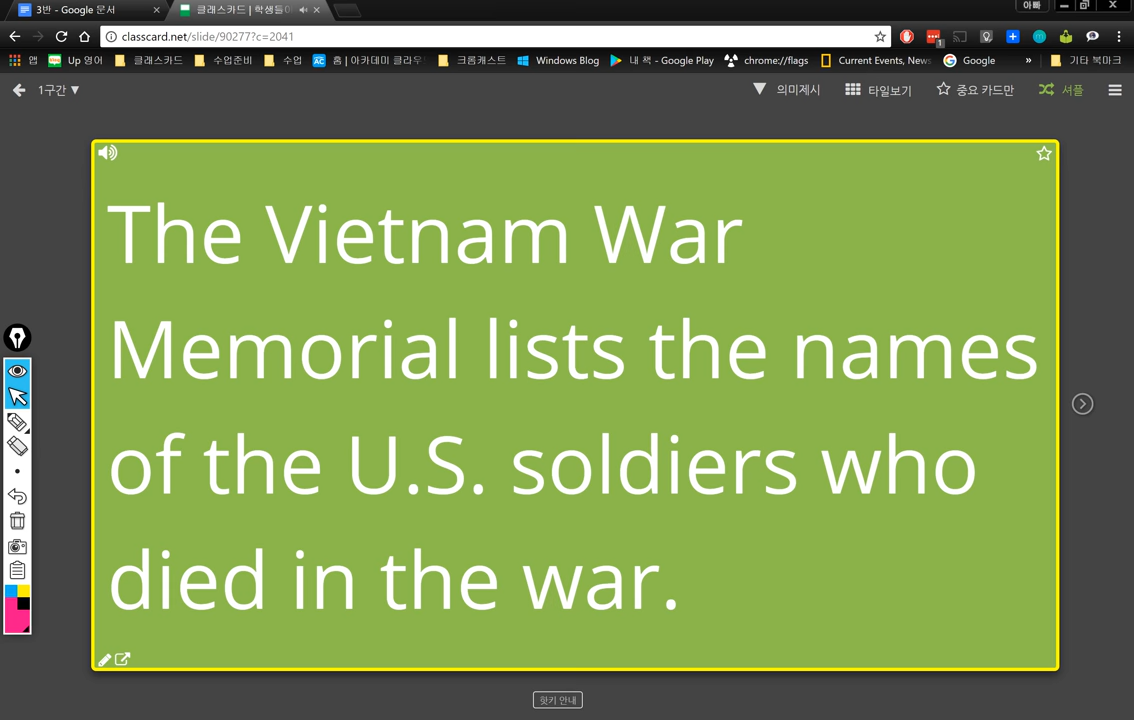 3반 - Google 문서
클래스카드 | 학생들이
아빠
classcard.net/slide/90277?c=2041
1
앱 Up 영어 클래스카드 수업준비 수업 홈 | 아카데미 클라우 크롬캐스트 Windows Blog 내 책 - Google Play chrome://flags Current Events, News Google » 기타 북마크
1구간 ▼ ▼ 의미제시 타일보기 중요 카드만 셔플
The Vietnam War
Memorial lists the names
of the U.S. soldiers who
died in the war.
핫키 안내